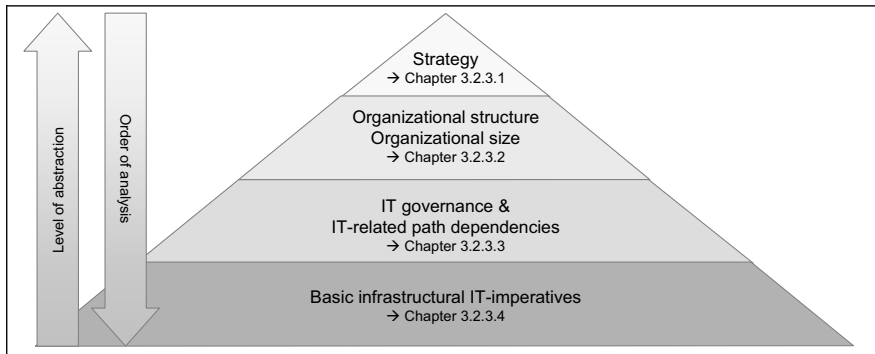 Strategy
→ Chapter 3.2.3.1
Organizational structure
Organizational size
→ Chapter 3.2.3.2
IT governance &
IT-related path dependencies
→ Chapter 3.2.3.3
Basic infrastructural IT-imperatives
→ Chapter 3.2.3.4
Level of abstraction
Order of analysis